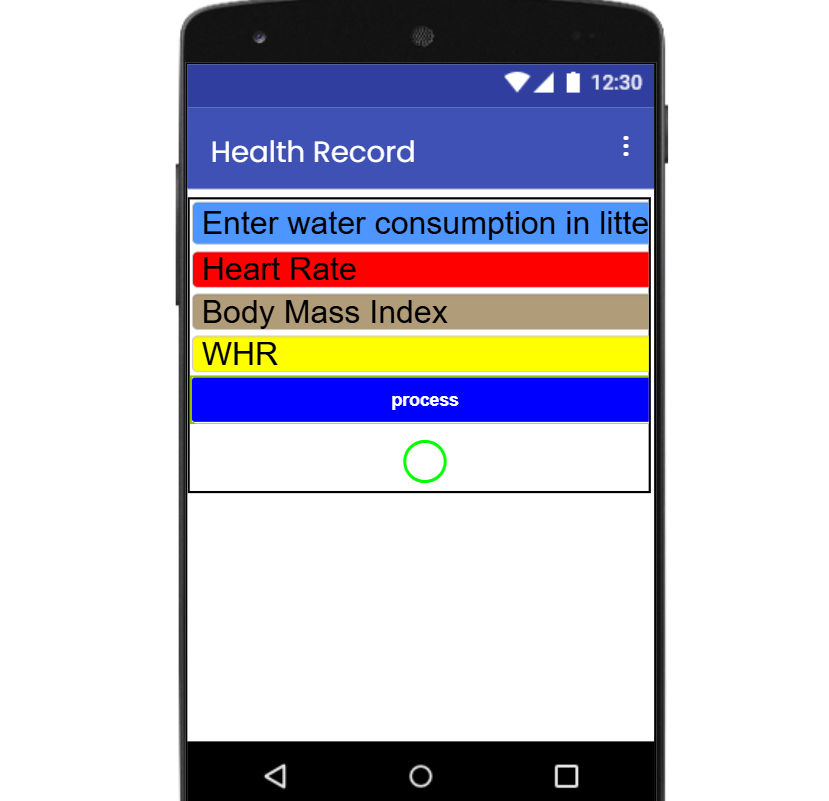 12:30
Health Record
Enter water consumption in litte
Heart Rate
Body Mass Index
WHR
process